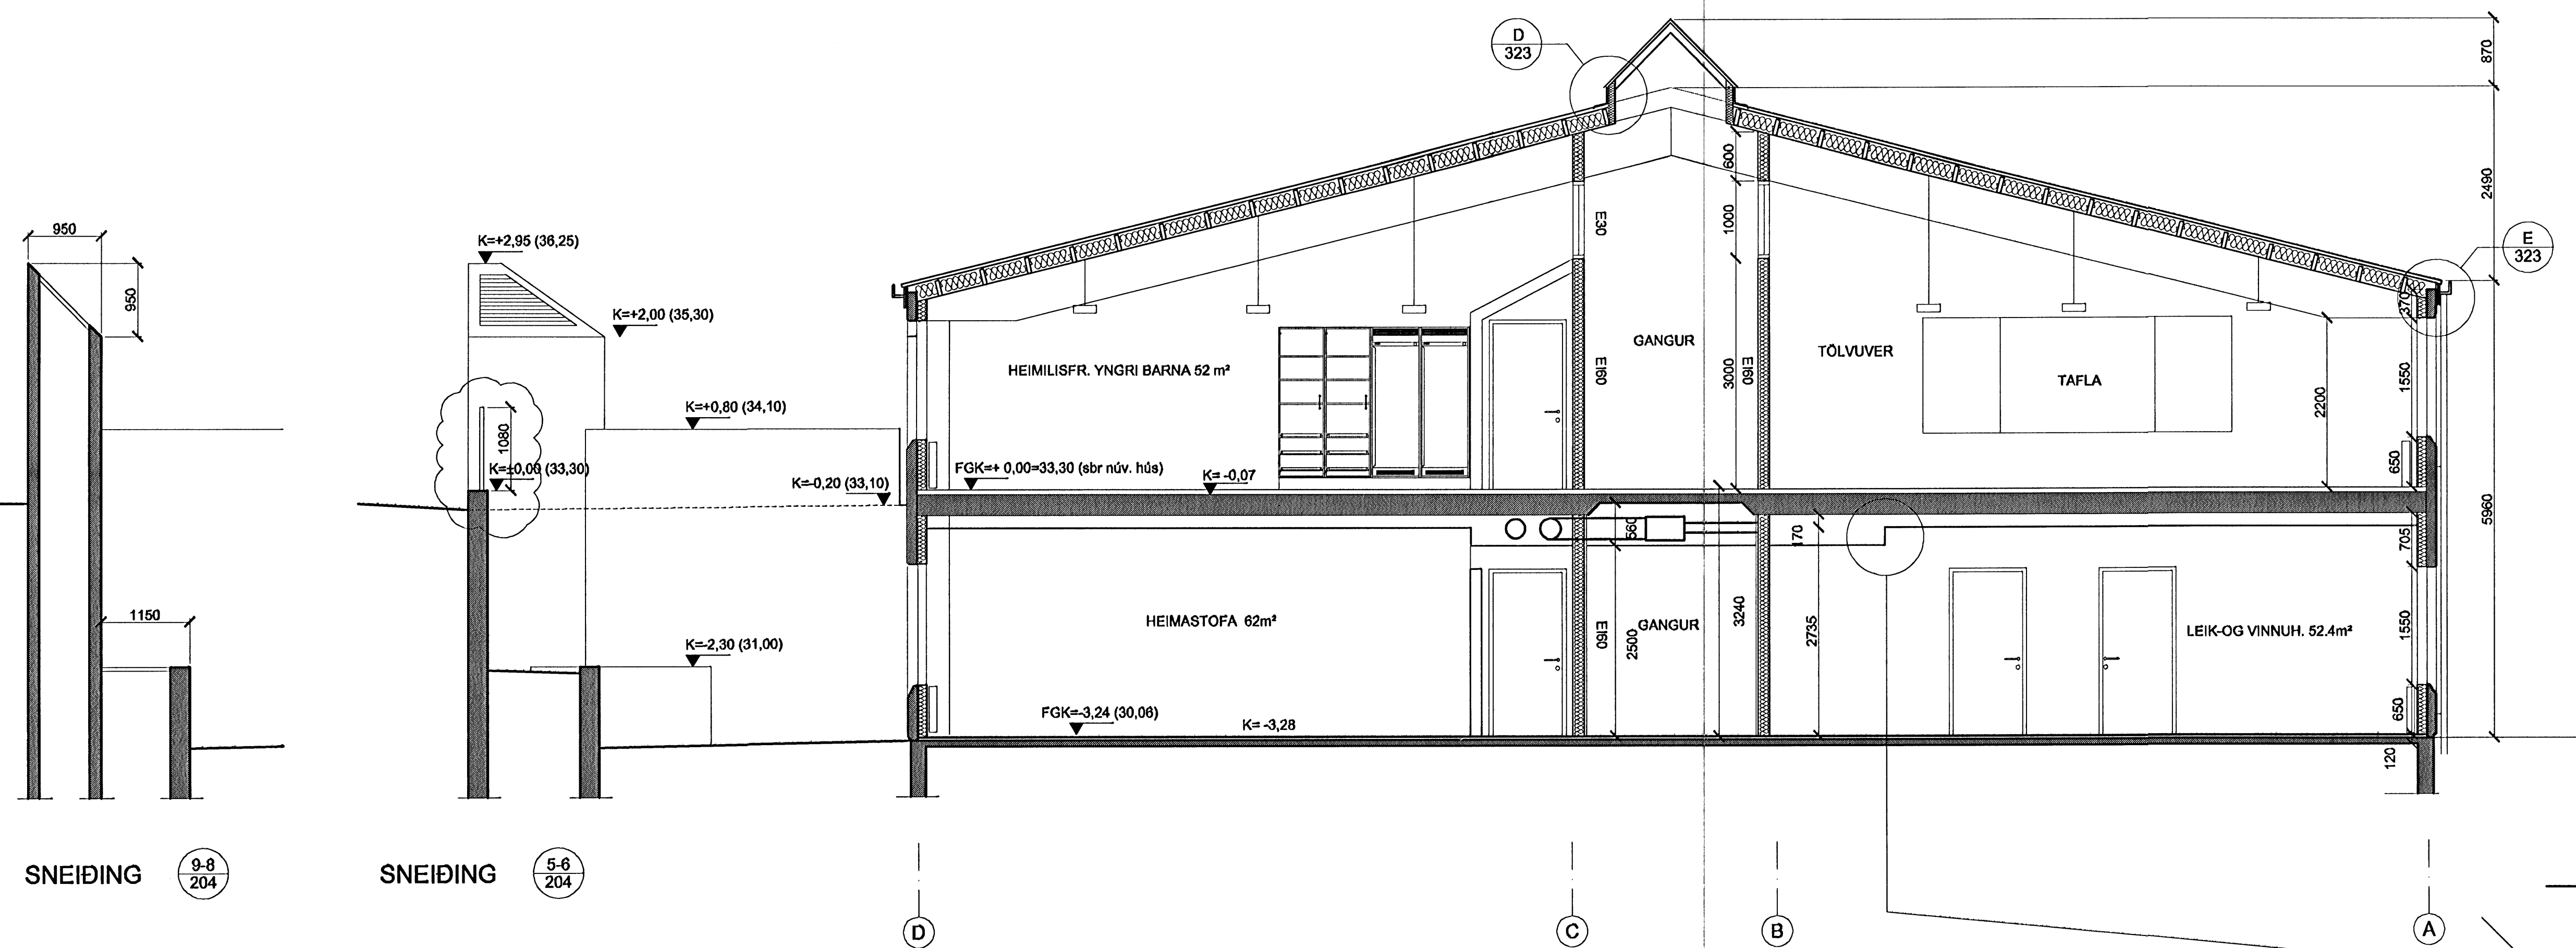 D
323
870
2490
E
323
5960
950
950
1150
K=+2,95 (36,25)
K=+2,00 (35,30)
K=+0,80 (34,10)
1080
K=±0,00 (33,30)
K=-0,20 (33,10)
K=-2,30 (31,00)
HEIMILISFR. YNGRI BARNA 52 m²
FGK=+ 0,00=33,30 (sbr núv. hús)
K= -0,07
600
1000
3000
E30
EI60
GANGUR
EI60
TÖLVUVER
TAFLA
2200
370
1550
650
HEIMASTOFA 62m²
FGK=-3,24 (30,06)
K= -3,28
560
EI60
2500
GANGUR
3240
170
2735
LEIK-OG VINNUH. 52.4m²
705
1550
650
120
SNEIÐING
9-8
204
SNEIÐING
5-6
204
D
C
B
A